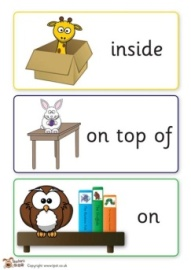 inside
on top of
on